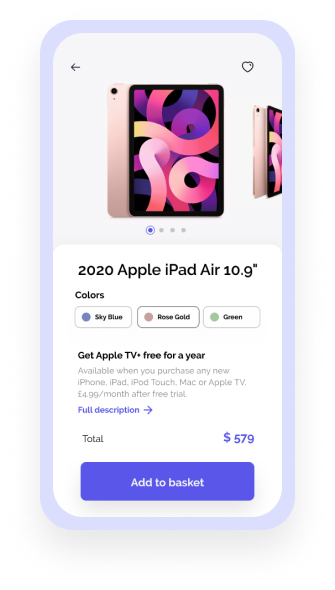 2020 Apple iPad Air 10.9"
Colors
Sky Blue
Rose Gold
Green
Get Apple TV+ free for a year
Available when you purchase any new
iPhone, iPad, iPod Touch, Mac or Apple TV,
£4.99/month after free trial.
Full description
Total
$ 579
Add to basket